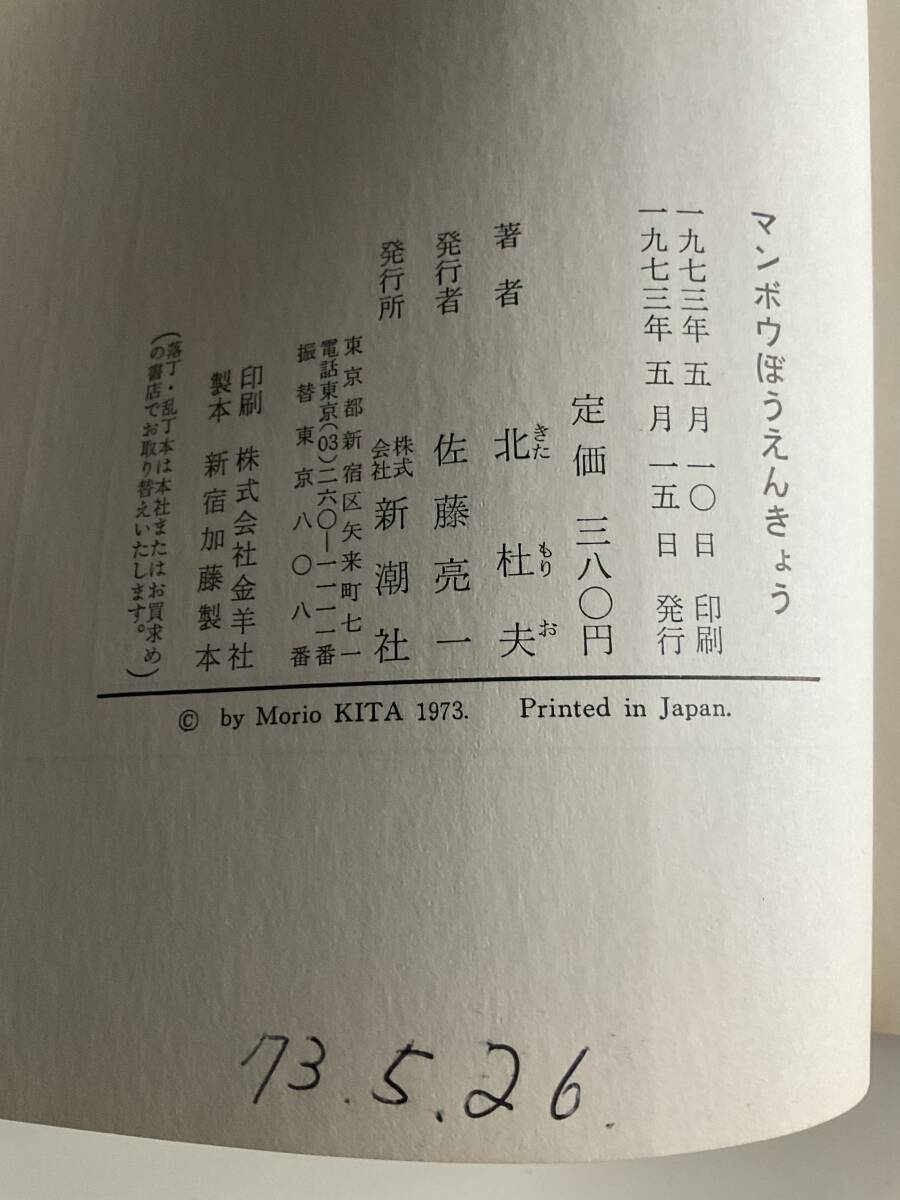 マンボウぼうえんきょう
一九七三年 五月 一〇日 印刷
一九七三年 五月 一五日 発行
定価 三八〇円
著者 北杜夫
きた もり お
発行者 佐藤亮一
発行所 株式会社 新潮社
東京都新宿区矢来町七一
電話東京(03)二六〇―一一一一番
振替東京八〇八番
印刷 株式会社金羊社
製本 新宿加藤製本
(落丁・乱丁本は本社またはお買求め
の書店でお取り替えいたします。)
© by Morio KITA 1973. Printed in Japan.
73.5.26.